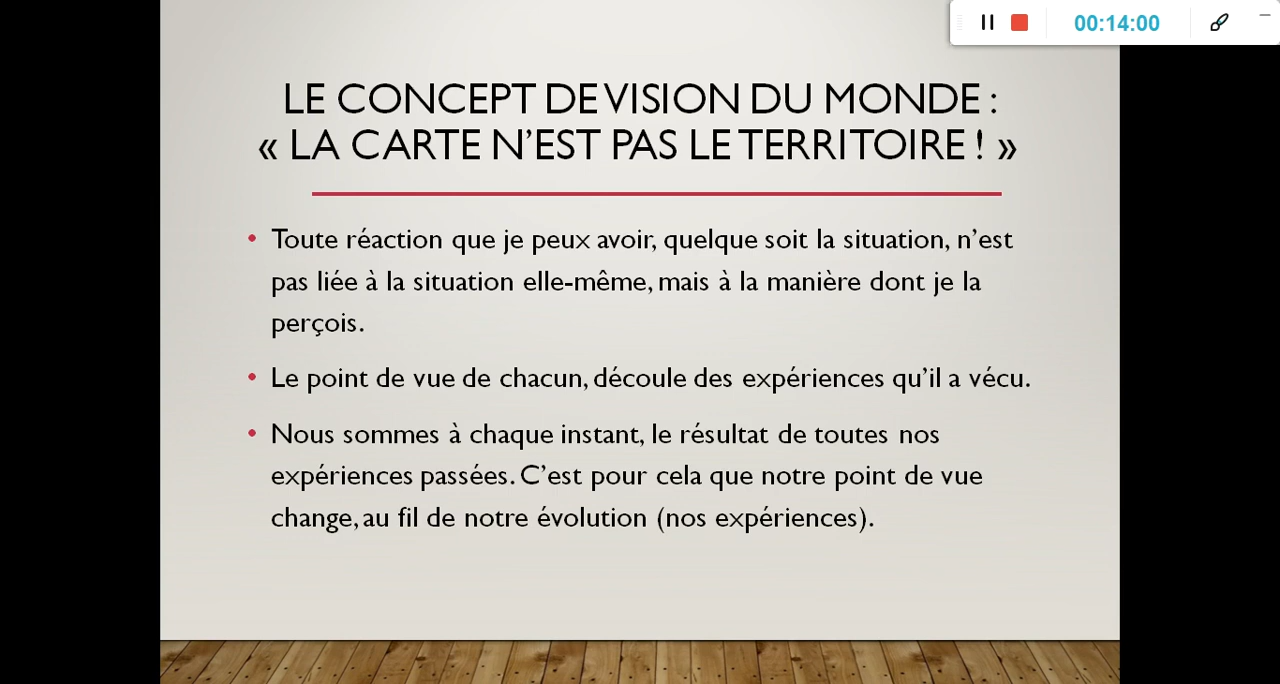 00:14:00
LE CONCEPT DE VISION DU MONDE :
« LA CARTE N’EST PAS LE TERRITOIRE ! »
• Toute réaction que je peux avoir, quelque soit la situation, n’est
pas liée à la situation elle-même, mais à la manière dont je la
perçois.
• Le point de vue de chacun, découle des expériences qu’il a vécu.
• Nous sommes à chaque instant, le résultat de toutes nos
expériences passées. C’est pour cela que notre point de vue
change, au fil de notre évolution (nos expériences).